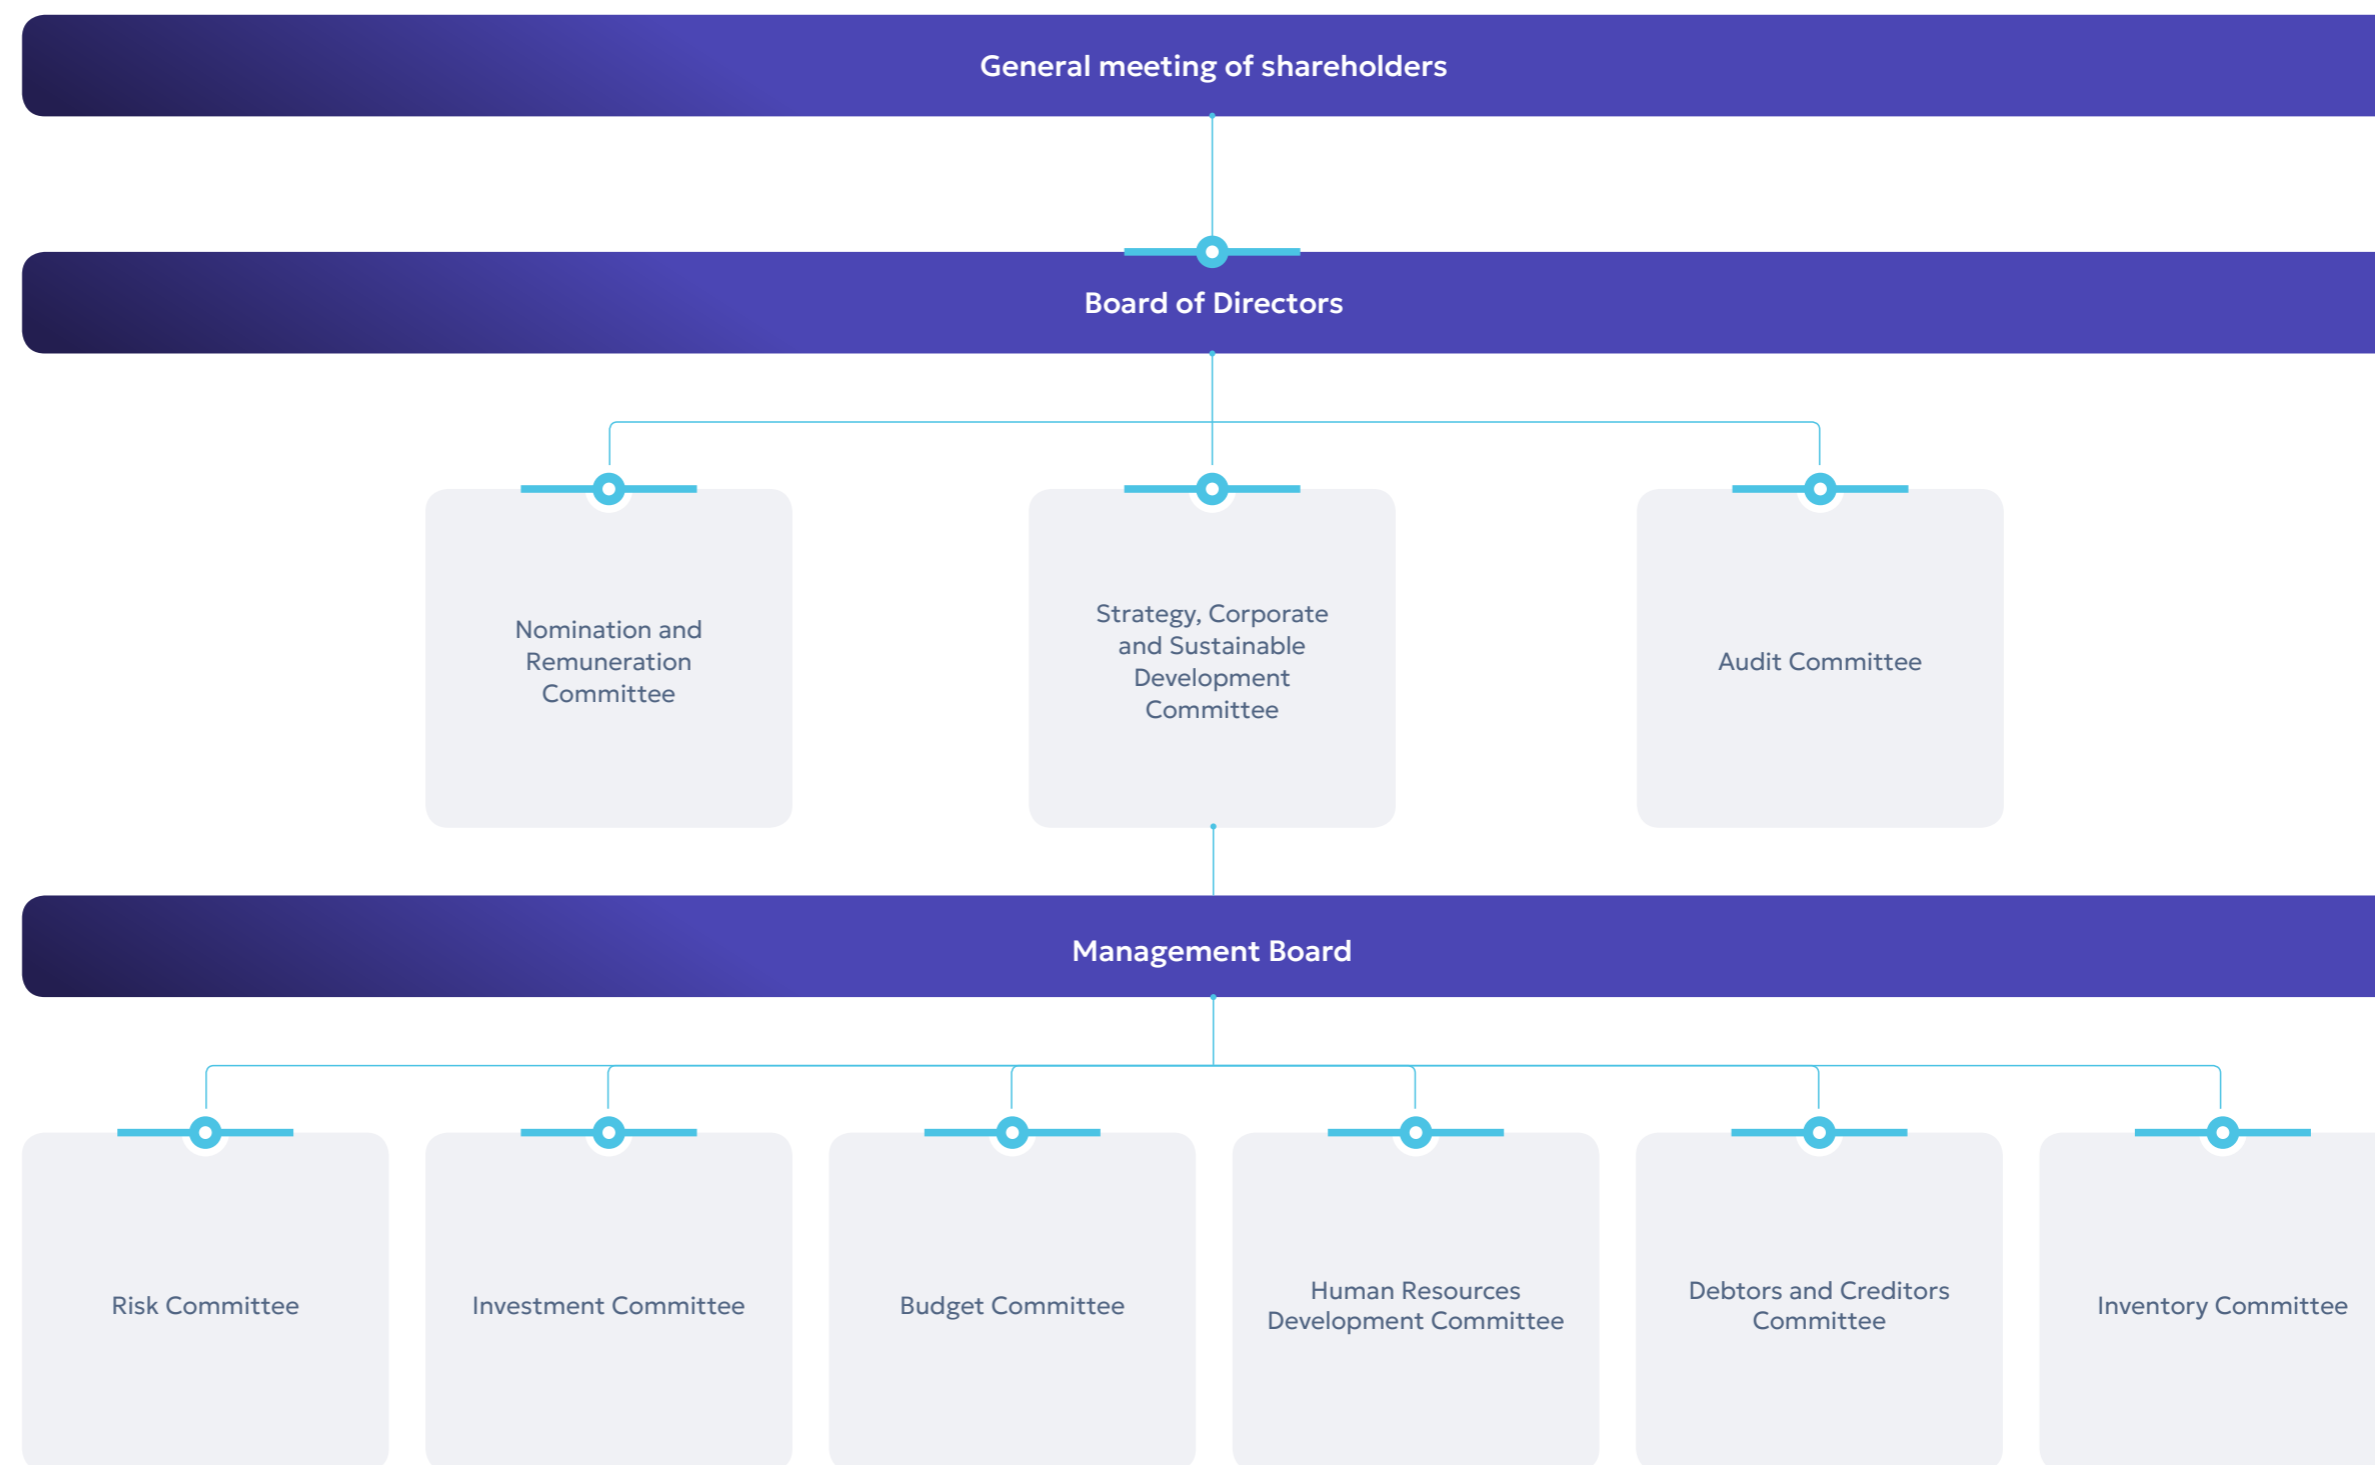 General meeting of shareholders
Board of Directors
Nomination and
Remuneration
Committee
Strategy, Corporate
and Sustainable
Development
Committee
Audit Committee
Management Board
Risk Committee
Investment Committee
Budget Committee
Human Resources
Development Committee
Debtors and Creditors
Committee
Inventory Committee